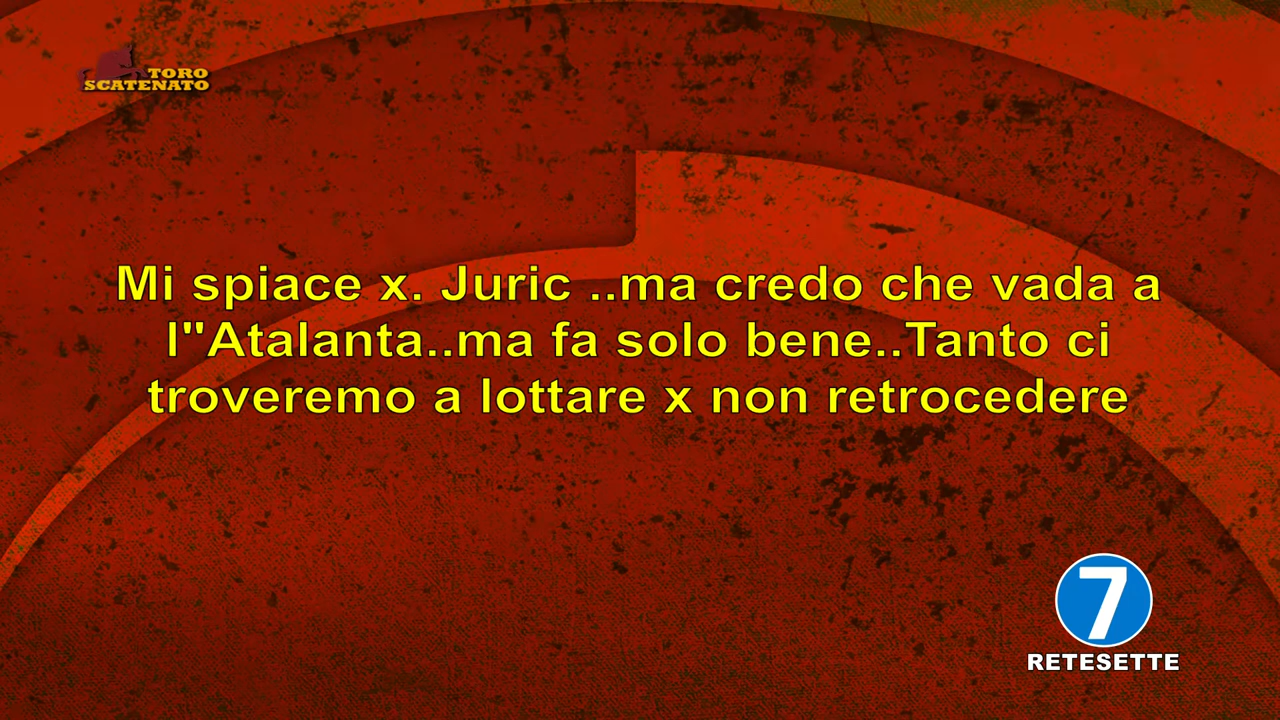 TORO
SCATENATO
Mi spiace x. Juric ..ma credo che vada a
l"Atalanta..ma fa solo bene..Tanto ci
troveremo a lottare x non retrocedere
7
RETESETTE